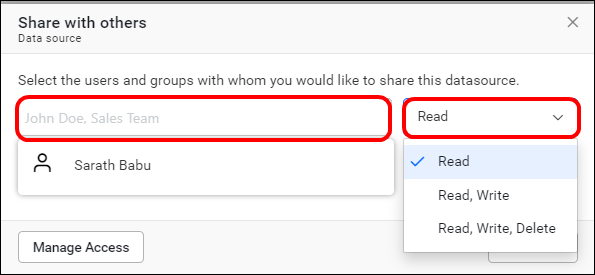 Share with others
Data source
Select the users and groups with whom you would like to share this datasource.
John Doe, Sales Team
Read
Sarath Babu
Read
Read, Write
Read, Write, Delete
Manage Access